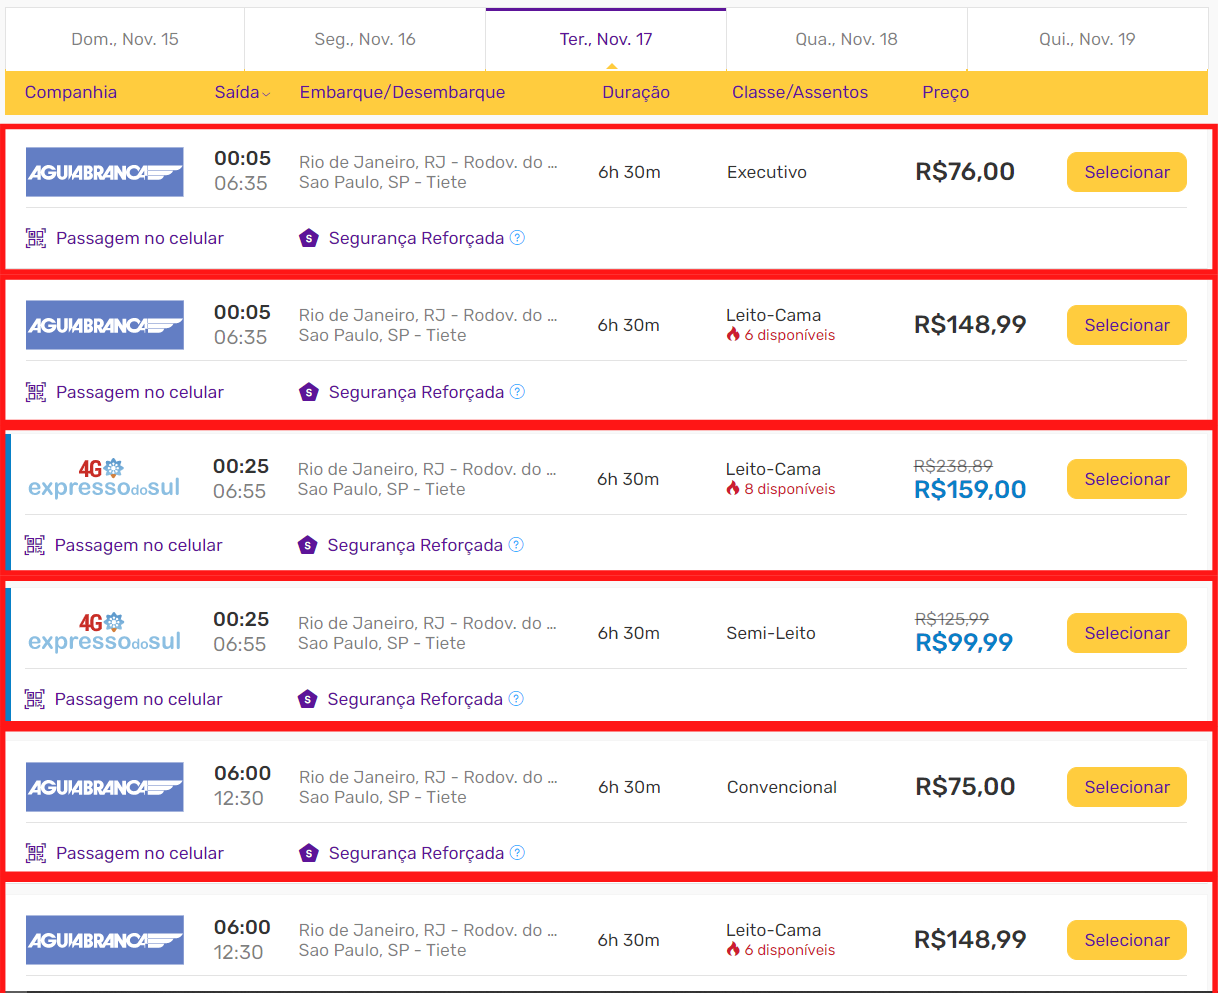 Dom., Nov. 15 Seg., Nov. 16 Ter., Nov. 17 Qua., Nov. 18 Qui., Nov. 19
Companhia Saída Embarque/Desembarque Duração Classe/Assentos Preço
AGUIABRANCA 00:05 Rio de Janeiro, RJ - Rodov. do ... 6h 30m Executivo R$76,00 Selecionar
06:35 Sao Paulo, SP - Tiete
Passagem no celular S Segurança Reforçada ?
AGUIABRANCA 00:05 Rio de Janeiro, RJ - Rodov. do ... 6h 30m Leito-Cama R$148,99 Selecionar
06:35 Sao Paulo, SP - Tiete 6 disponíveis
Passagem no celular S Segurança Reforçada ?
4G 00:25 Rio de Janeiro, RJ - Rodov. do ... 6h 30m Leito-Cama R$238,89 Selecionar
expresso do sul 06:55 Sao Paulo, SP - Tiete 8 disponíveis R$159,00
Passagem no celular S Segurança Reforçada ?
4G 00:25 Rio de Janeiro, RJ - Rodov. do ... 6h 30m Semi-Leito R$125,99 Selecionar
expresso do sul 06:55 Sao Paulo, SP - Tiete R$99,99
Passagem no celular S Segurança Reforçada ?
AGUIABRANCA 06:00 Rio de Janeiro, RJ - Rodov. do ... 6h 30m Convencional R$75,00 Selecionar
12:30 Sao Paulo, SP - Tiete
Passagem no celular S Segurança Reforçada ?
AGUIABRANCA 06:00 Rio de Janeiro, RJ - Rodov. do ... 6h 30m Leito-Cama R$148,99 Selecionar
12:30 Sao Paulo, SP - Tiete 6 disponíveis